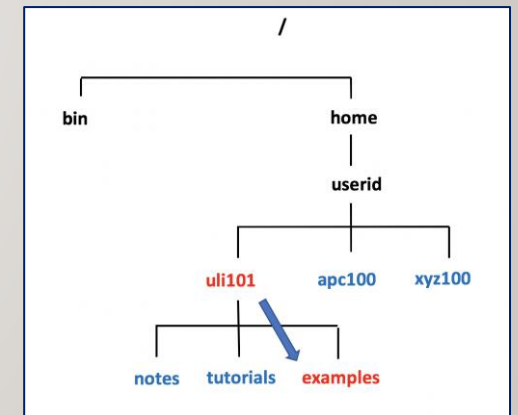 /
bin home
userid
uli101 apc100 xyz100
notes tutorials examples